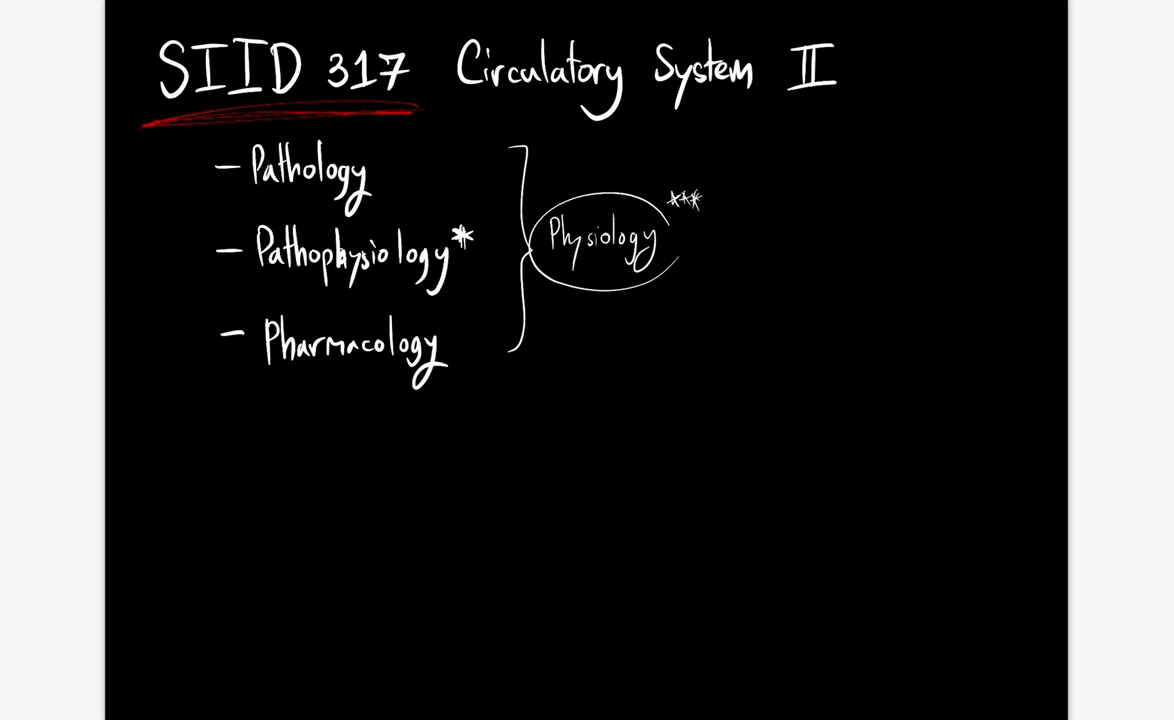 SIID 317 Circulatory System II
- Pathology
- Pathophysiology*
- Pharmacology
Physiology ***